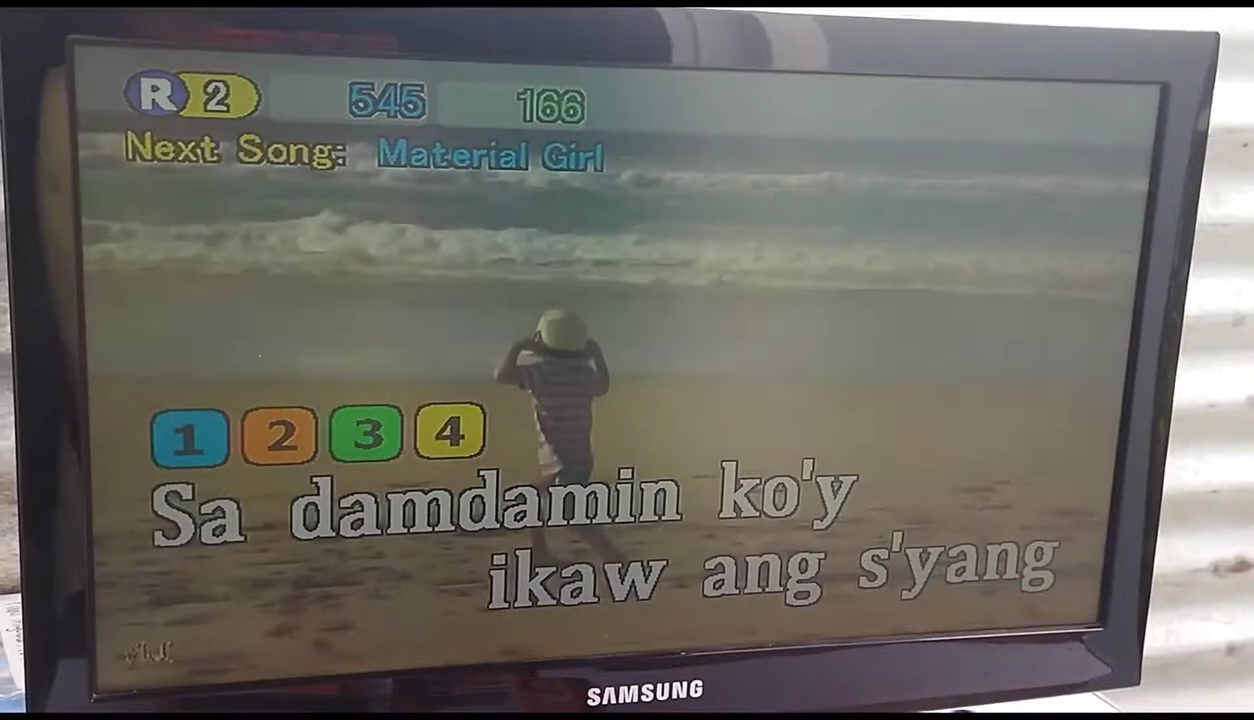 R 2 545 166
Next Song: Material Girl
1 2 3 4
Sa damdamin ko'y
ikaw ang s'yang
SAMSUNG